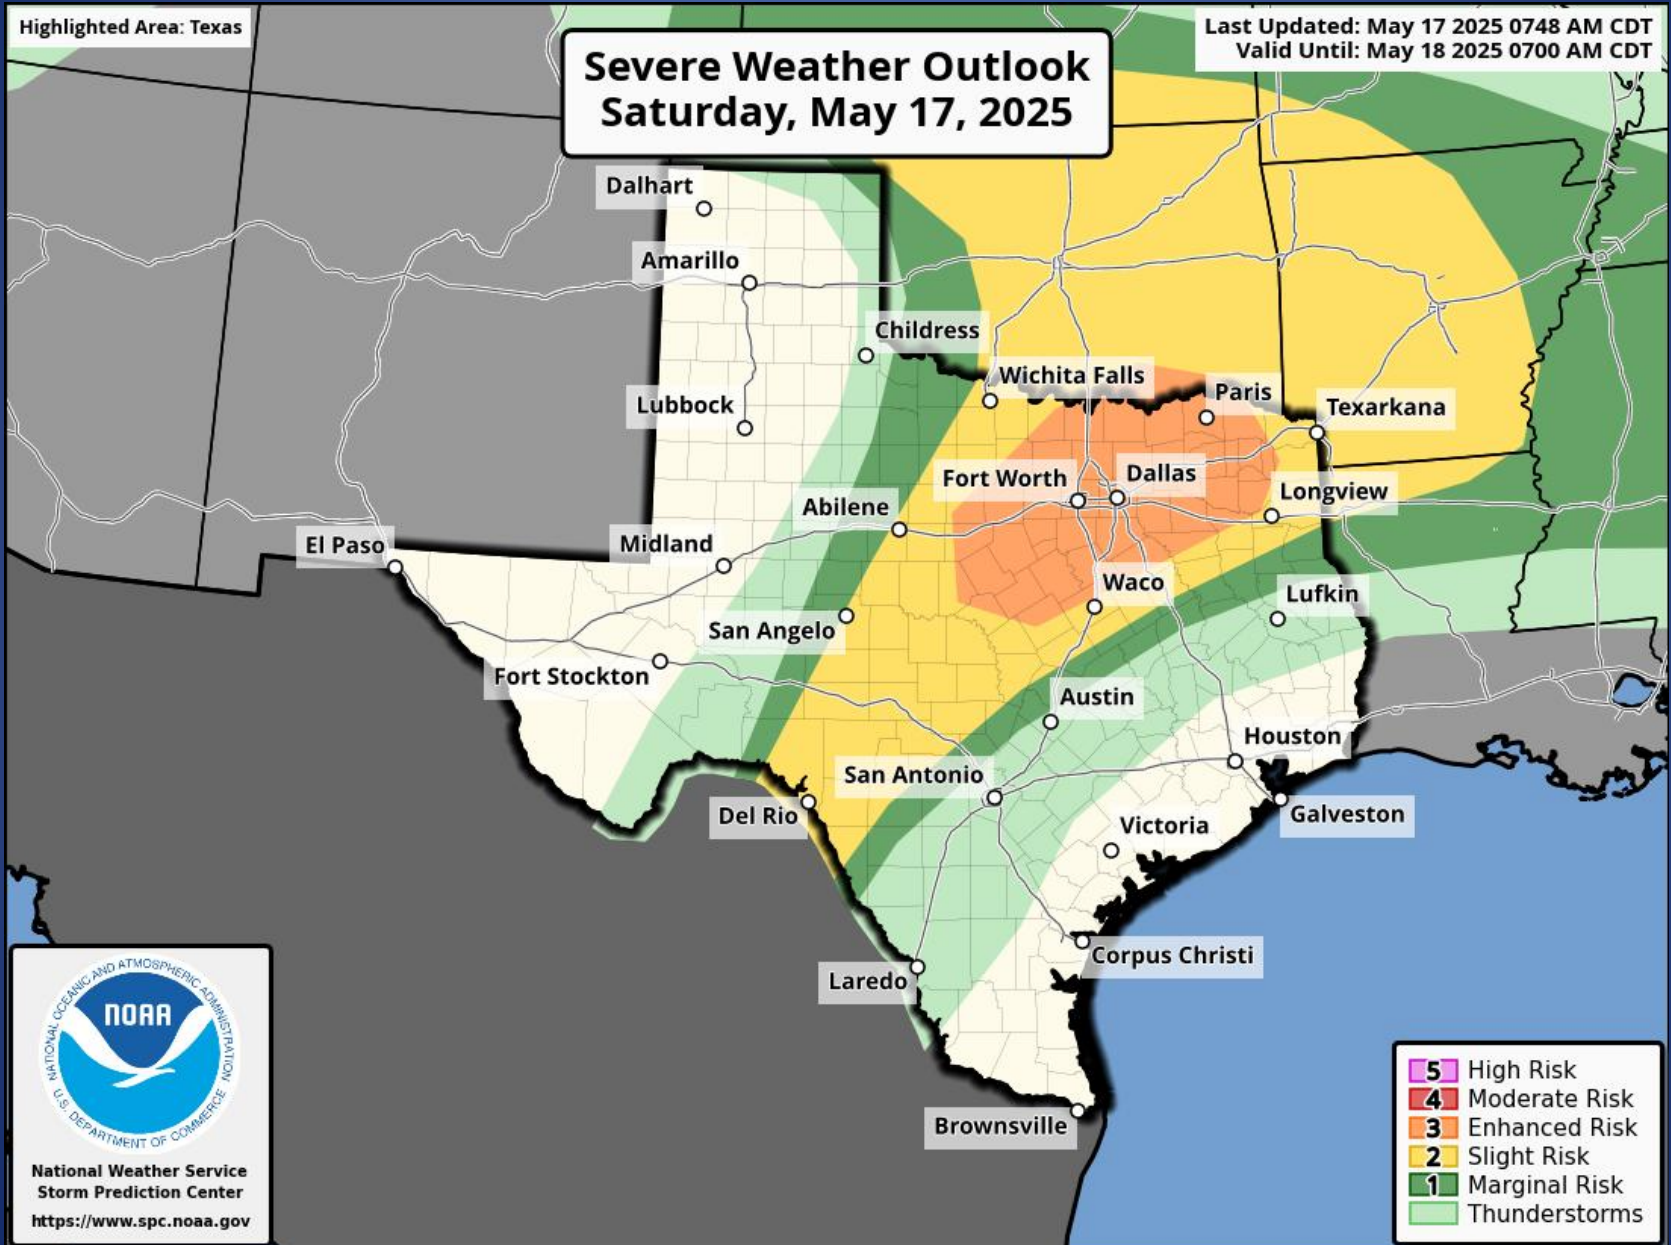 Highlighted Area: Texas
Severe Weather Outlook
Saturday, May 17, 2025
Last Updated: May 17 2025 0748 AM CDT
Valid Until: May 18 2025 0700 AM CDT
Dalhart
Amarillo
Childress
Wichita Falls
Paris
Texarkana
Lubbock
Fort Worth
Dallas
Longview
Abilene
El Paso
Midland
Waco
Lufkin
San Angelo
Fort Stockton
Austin
Houston
San Antonio
Del Rio
Galveston
Victoria
Corpus Christi
Laredo
Brownsville
NATIONAL OCEANIC AND ATMOSPHERIC ADMINISTRATION
NOAA
U.S. DEPARTMENT OF COMMERCE
National Weather Service
Storm Prediction Center
https://www.spc.noaa.gov
5 High Risk
4 Moderate Risk
3 Enhanced Risk
2 Slight Risk
1 Marginal Risk
Thunderstorms